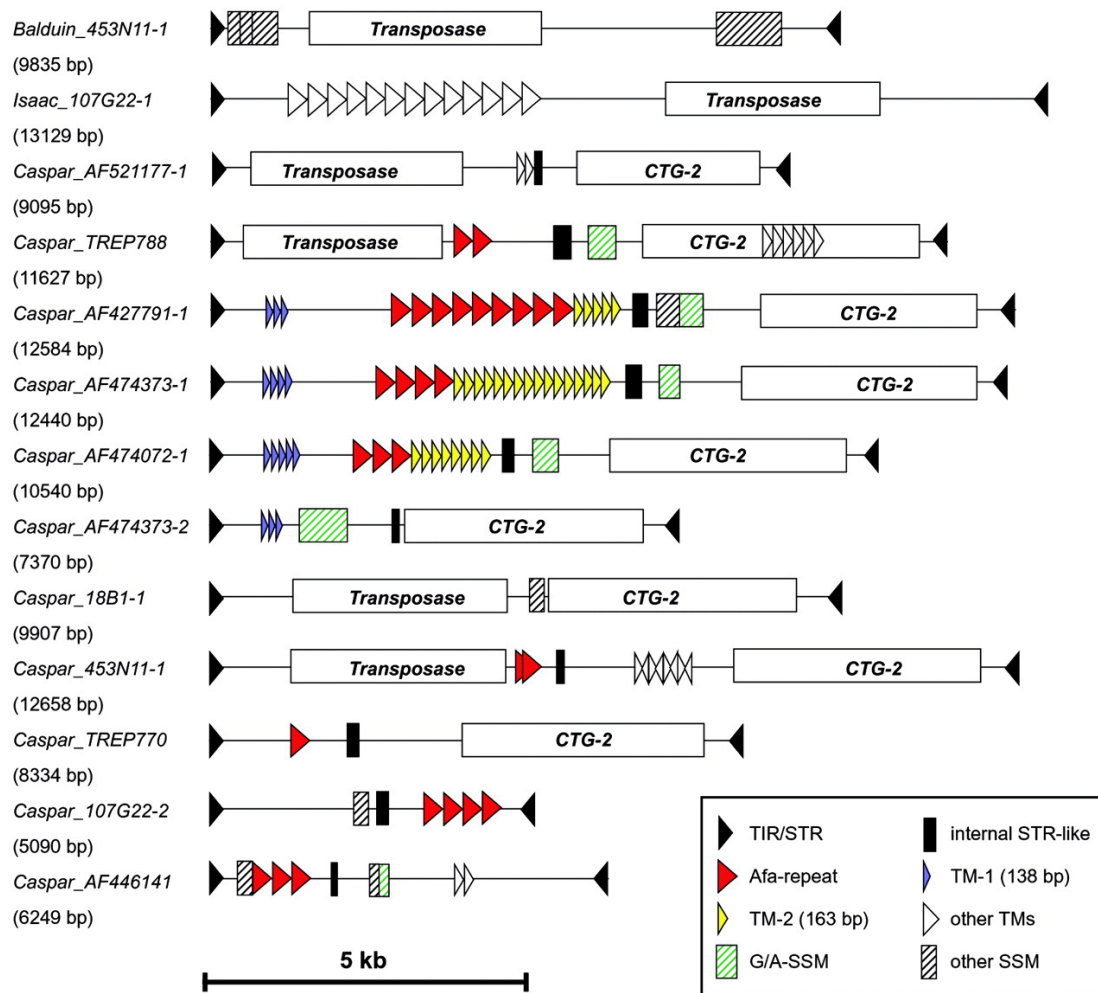 Balduin_453N11-1
Transposase
(9835 bp)
Isaac_107G22-1
Transposase
(13129 bp)
Caspar_AF521177-1
Transposase
CTG-2
(9095 bp)
Caspar_TREP788
Transposase
CTG-2
(11627 bp)
Caspar_AF427791-1
CTG-2
(12584 bp)
Caspar_AF474373-1
CTG-2
(12440 bp)
Caspar_AF474072-1
CTG-2
(10540 bp)
Caspar_AF474373-2
CTG-2
(7370 bp)
Caspar_18B1-1
Transposase
CTG-2
(9907 bp)
Caspar_453N11-1
Transposase
CTG-2
(12658 bp)
Caspar_TREP770
CTG-2
(8334 bp)
Caspar_107G22-2
(5090 bp)
Caspar_AF446141
(6249 bp)
5 kb
TIR/STR
internal STR-like
Afa-repeat
TM-1 (138 bp)
TM-2 (163 bp)
other TMs
G/A-SSM
other SSM